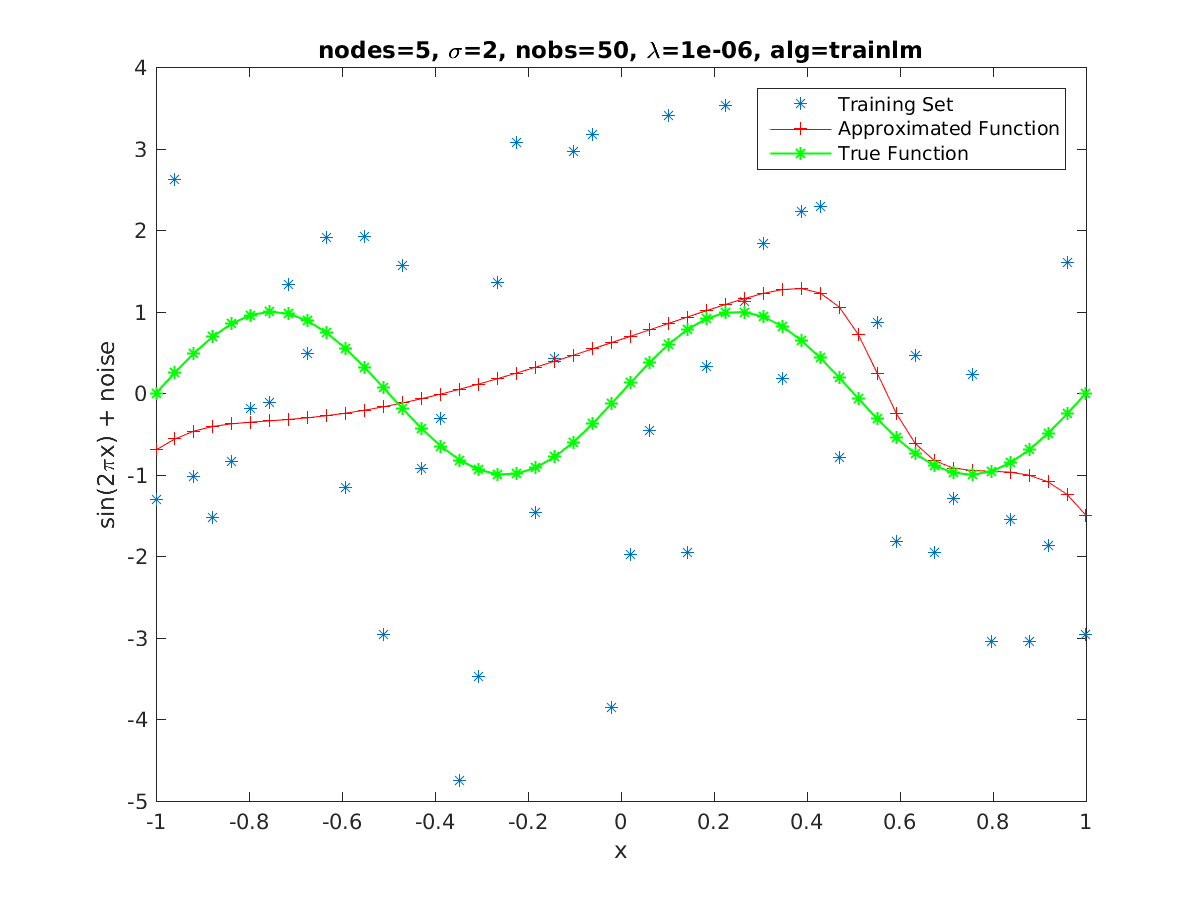 nodes=5, σ=2, nobs=50, λ=1e-06, alg=trainlm
Training Set
Approximated Function
True Function
sin(2πx) + noise
4
3
2
1
0
-1
-2
-3
-4
-5
-1 -0.8 -0.6 -0.4 -0.2 0 0.2 0.4 0.6 0.8 1
x